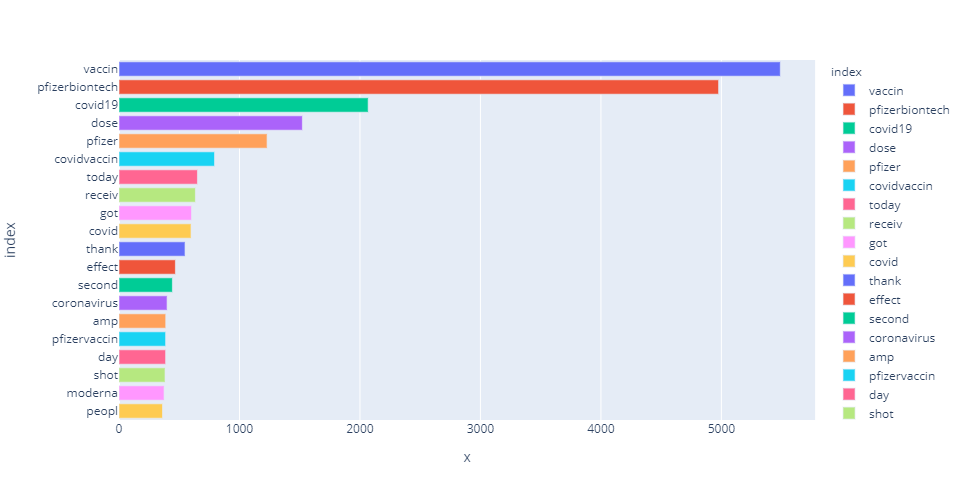 vaccin
pfizerbiontech
covid19
dose
pfizer
covidvaccin
today
receiv
got
covid
thank
effect
second
coronavirus
amp
pfizervaccin
day
shot
moderna
peopl
index
0 1000 2000 3000 4000 5000
x
index
vaccin
pfizerbiontech
covid19
dose
pfizer
covidvaccin
today
receiv
got
covid
thank
effect
second
coronavirus
amp
pfizervaccin
day
shot